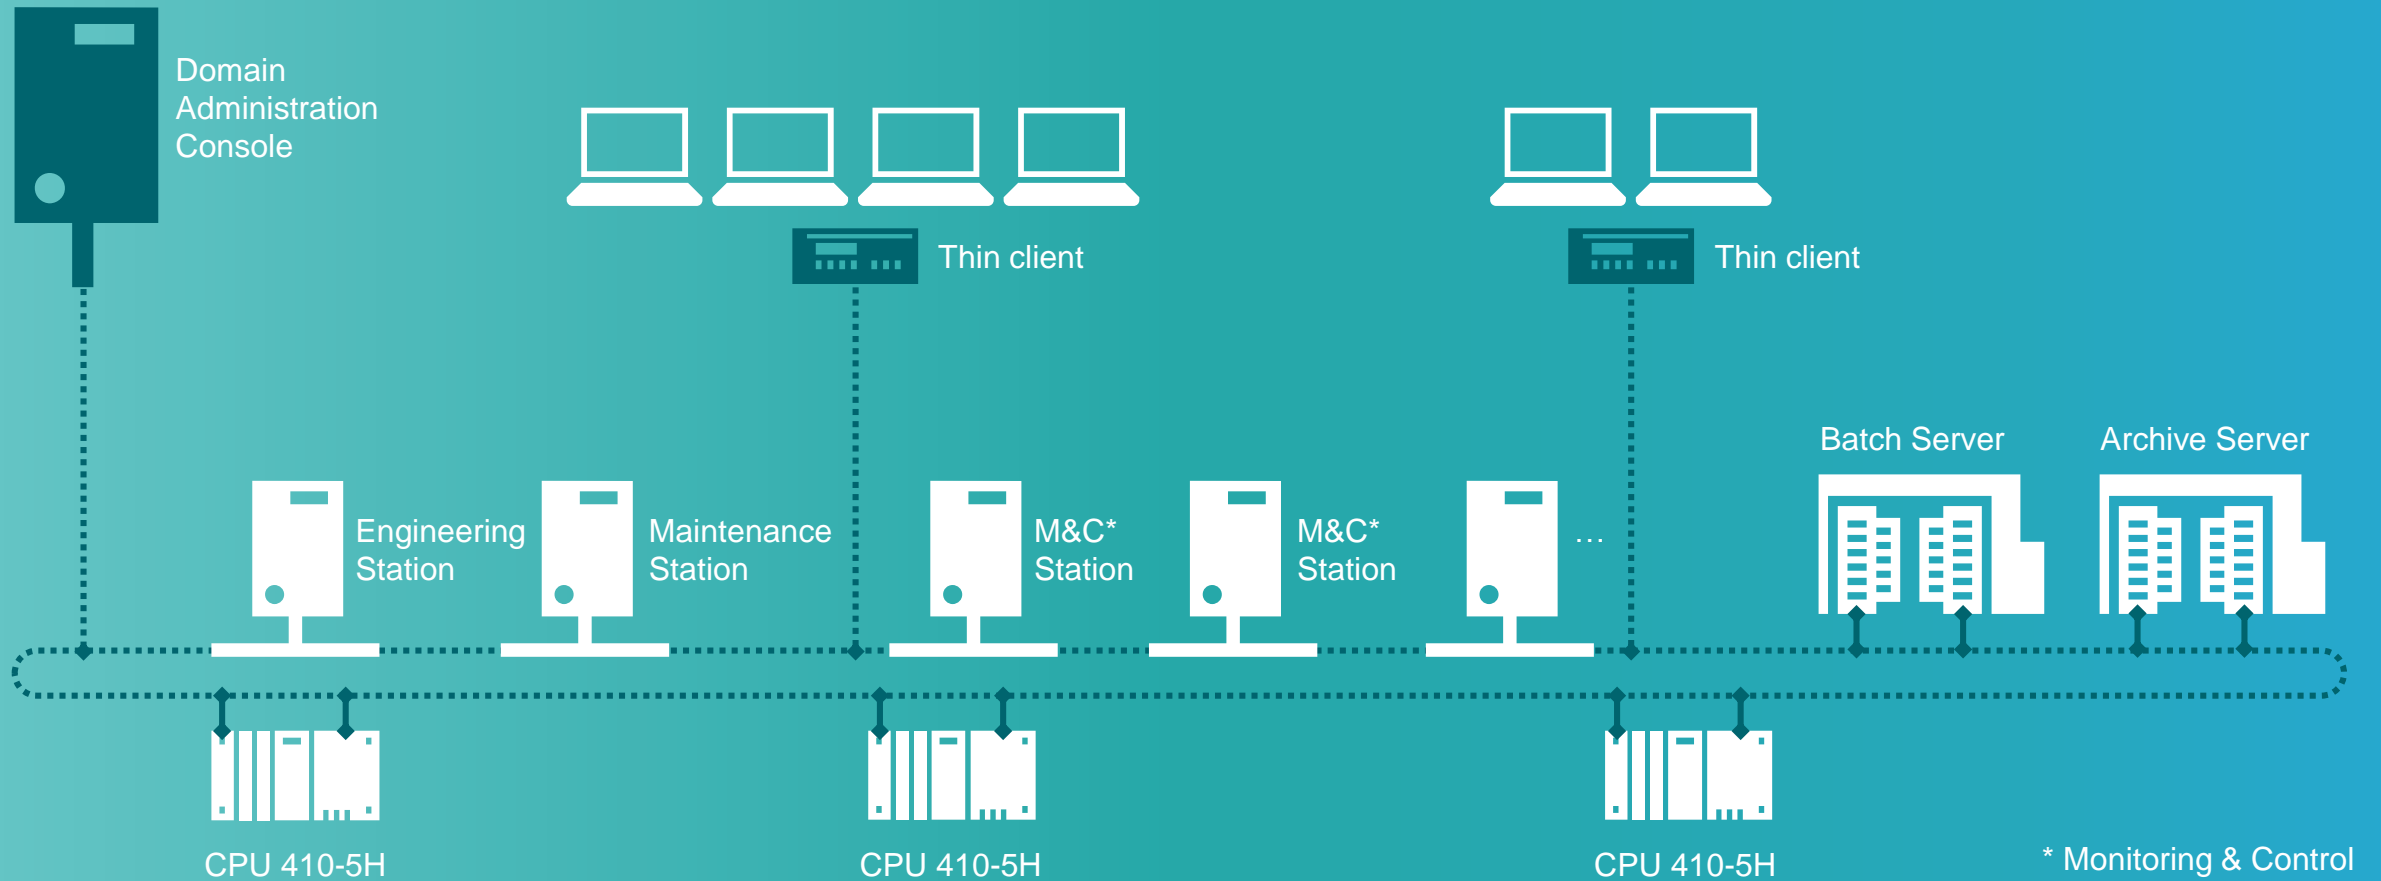 Domain
Administration
Console
Thin client
Thin client
Batch Server
Archive Server
Engineering
Station
Maintenance
Station
M&C*
Station
M&C*
Station
…
CPU 410-5H
CPU 410-5H
CPU 410-5H
* Monitoring & Control